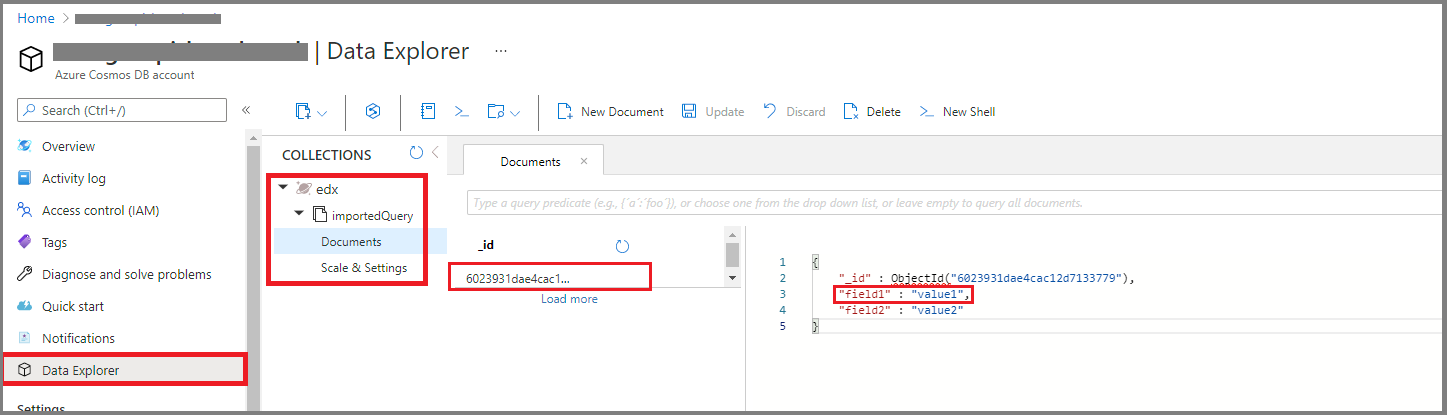 Home
| Data Explorer ...
Azure Cosmos DB account
Search (Ctrl+/)
«
New Document
Update
Discard
Delete
New Shell
Overview
Activity log
Access control (IAM)
Tags
Diagnose and solve problems
Quick start
Notifications
Data Explorer
Settings
COLLECTIONS
edx
importedQuery
Documents
Scale & Settings
Documents ×
Type a query predicate (e.g., {´a´:´foo´}), or choose one from the drop down list, or leave empty to query all documents.
_id
6023931dae4cac1...
Load more
1 {
2 "_id" : ObjectId("6023931dae4cac12d7133779"),
3 "field1" : "value1",
4 "field2" : "value2"
5 }